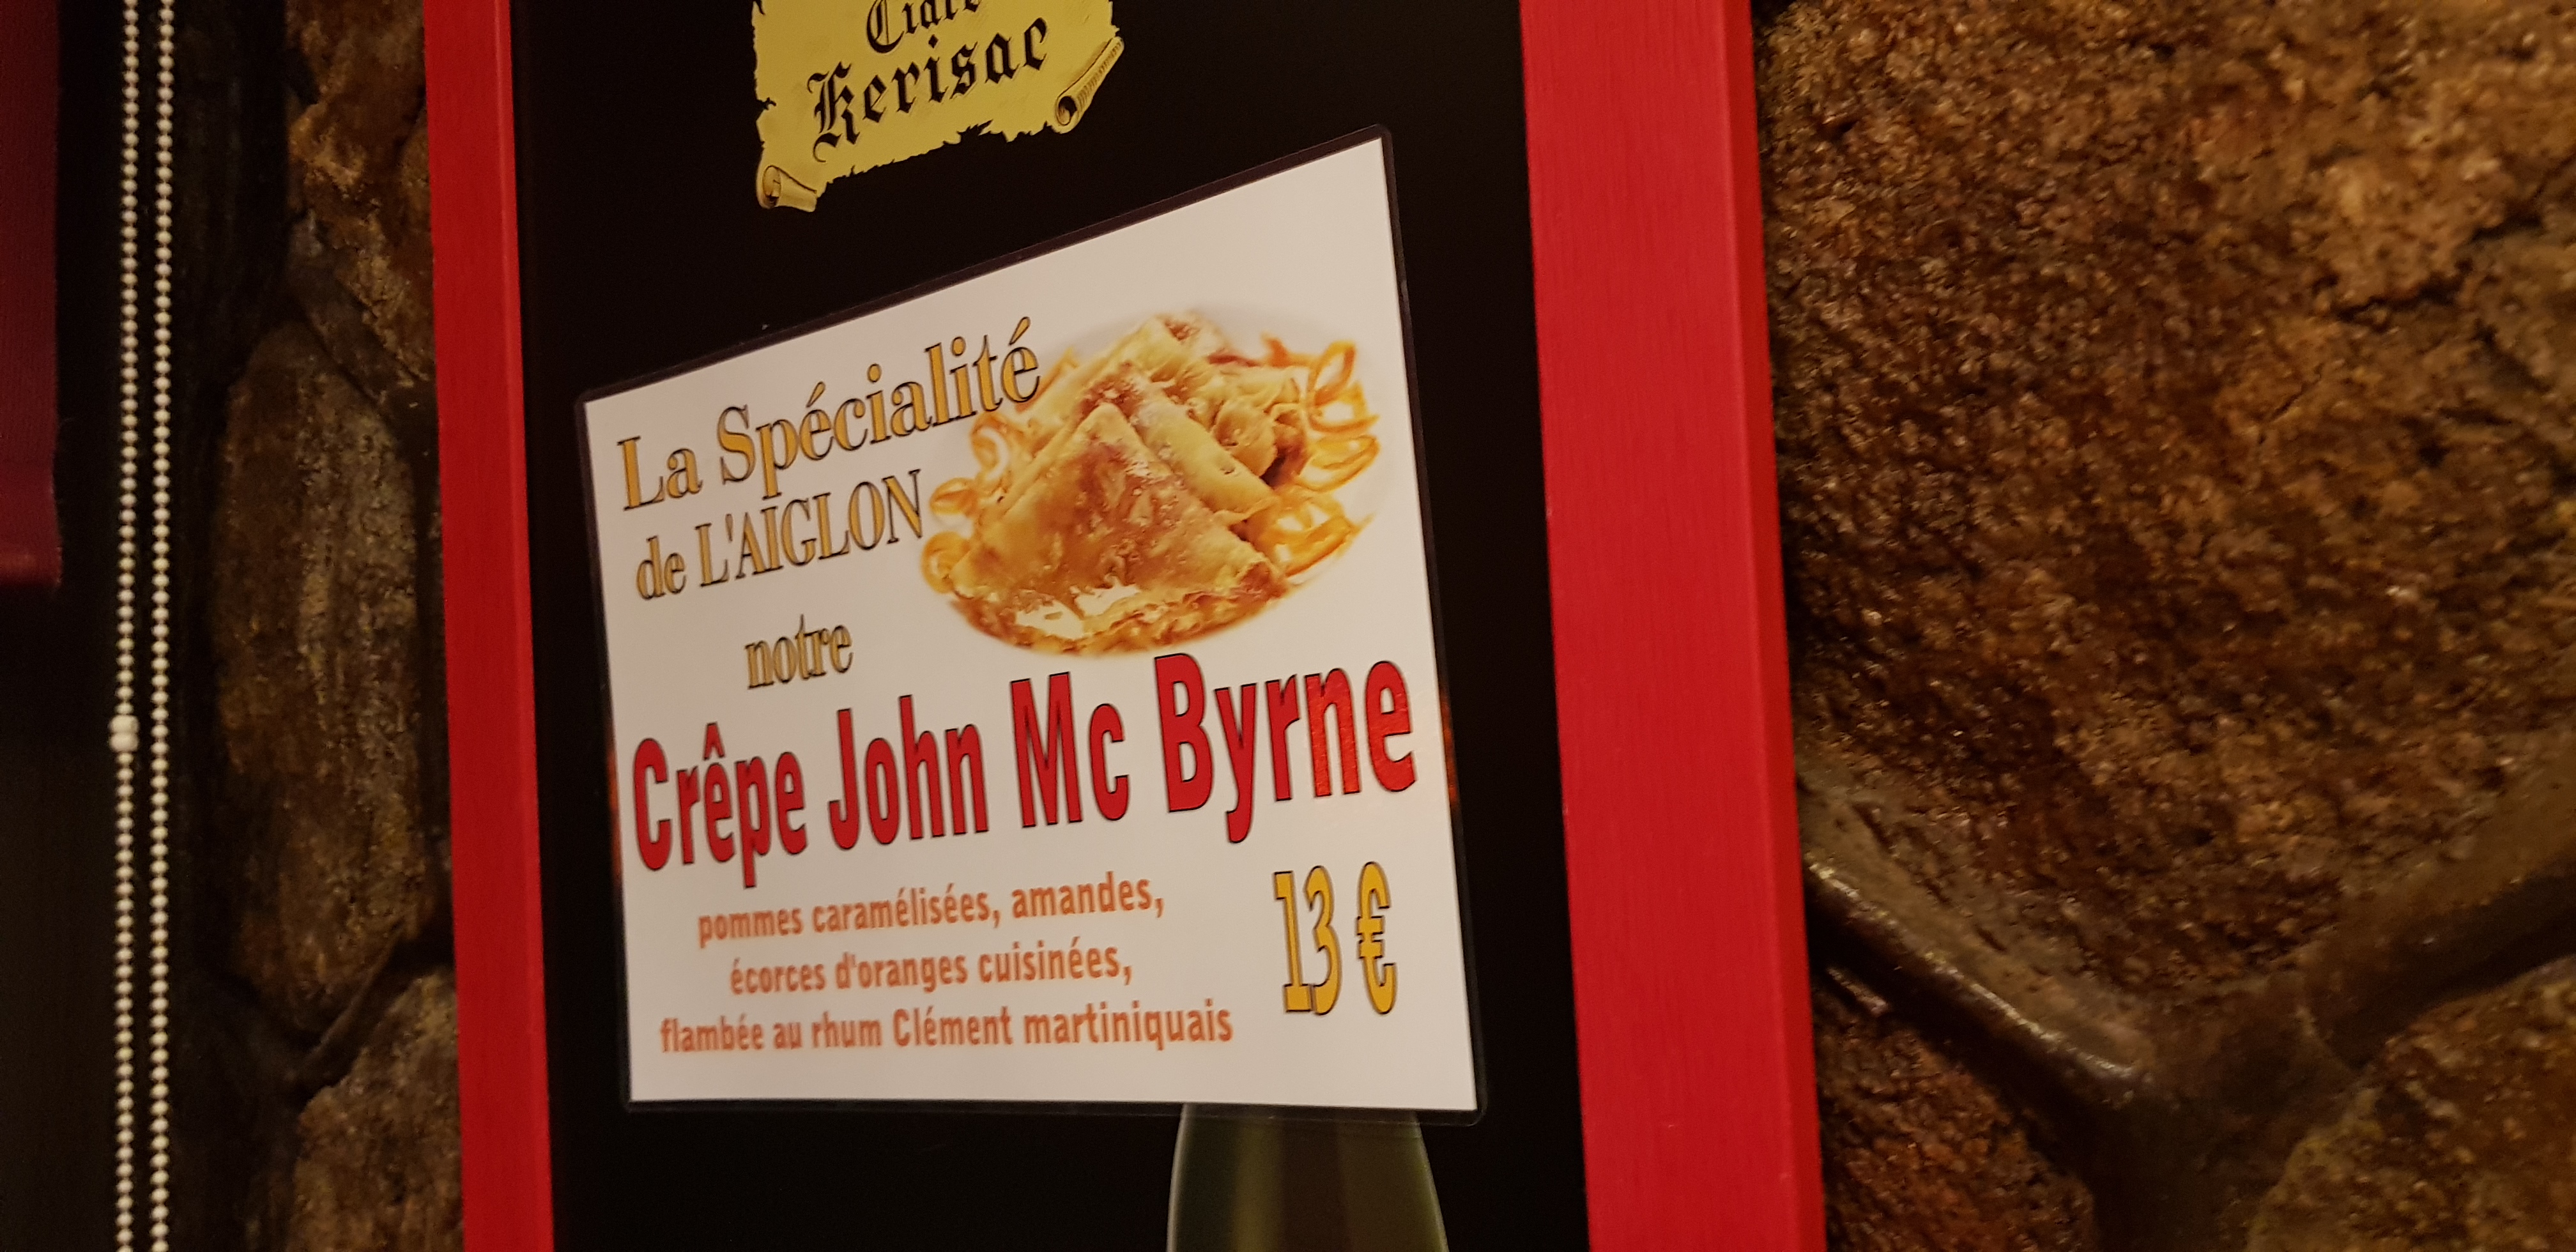 Cidre
Kerisac
La Spécialité
de L'AIGLON
notre
Crêpe John Mc Byrne
pommes caramélisées, amandes,
écorces d'oranges cuisinées,
flambée au rhum Clément martiniquais
13 €